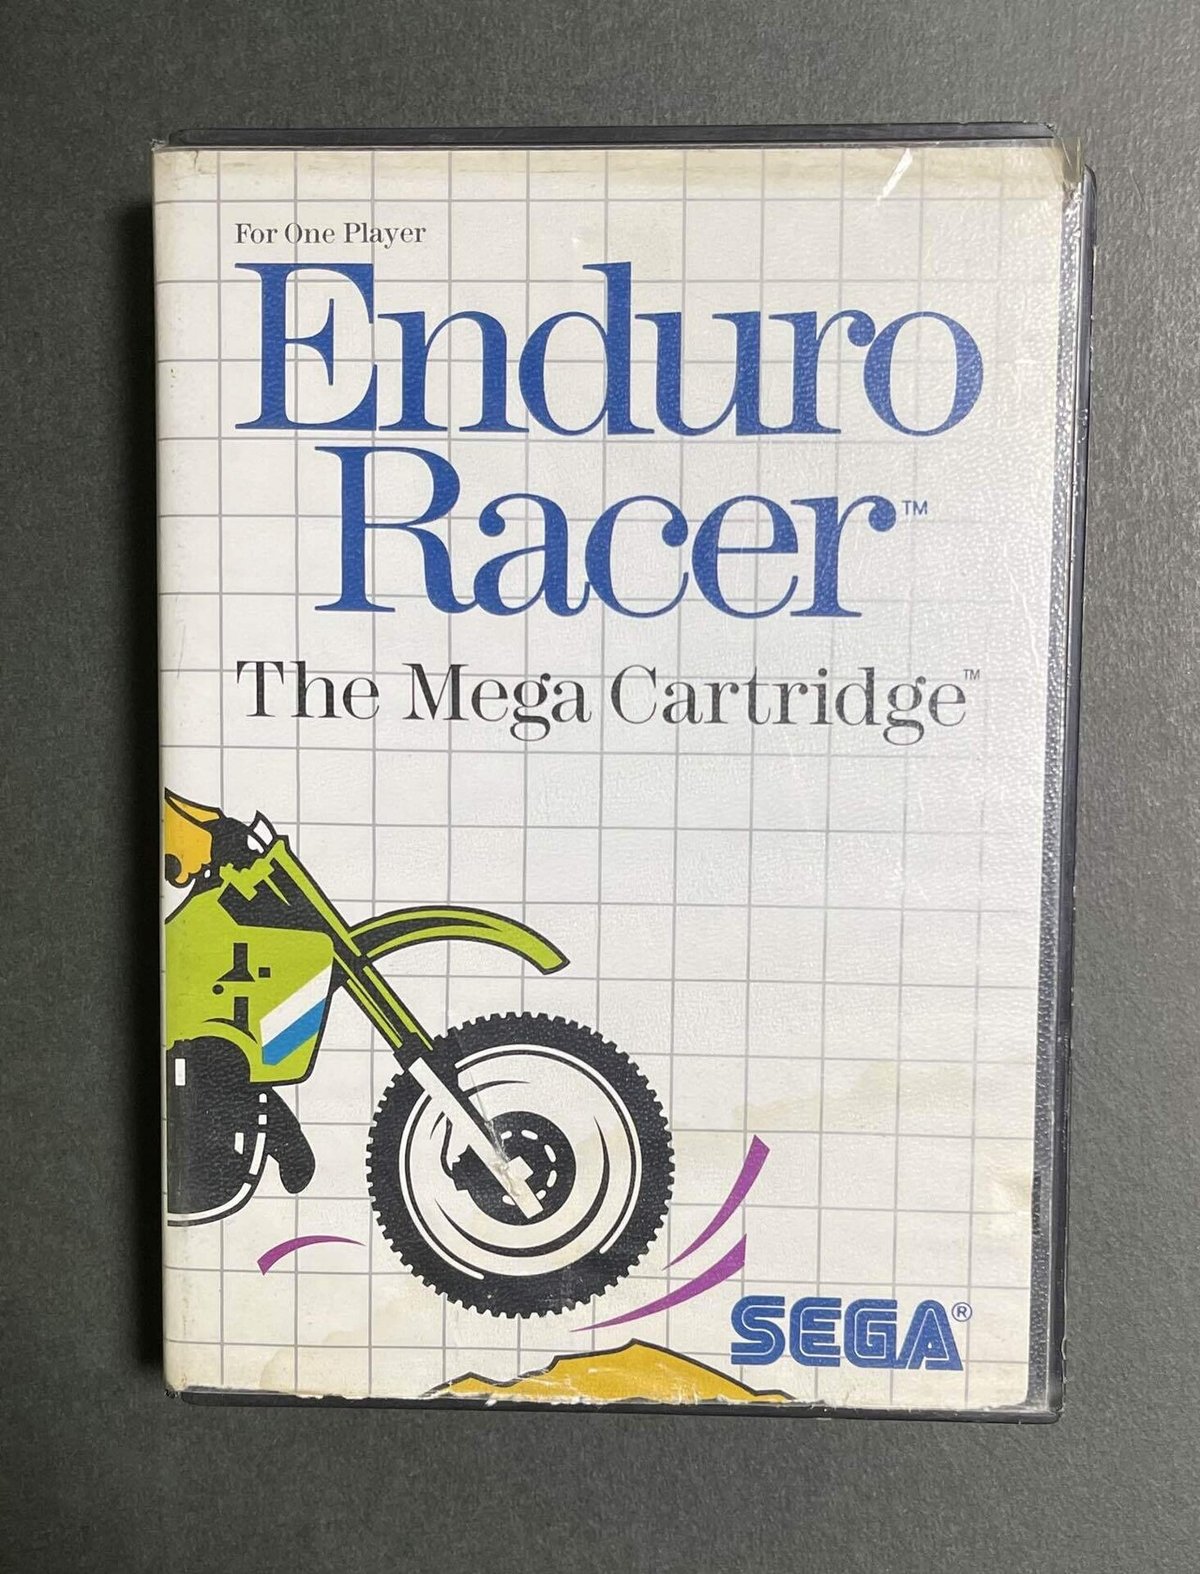 For One Player
Enduro
Racer™
The Mega Cartridge™
SEGA®